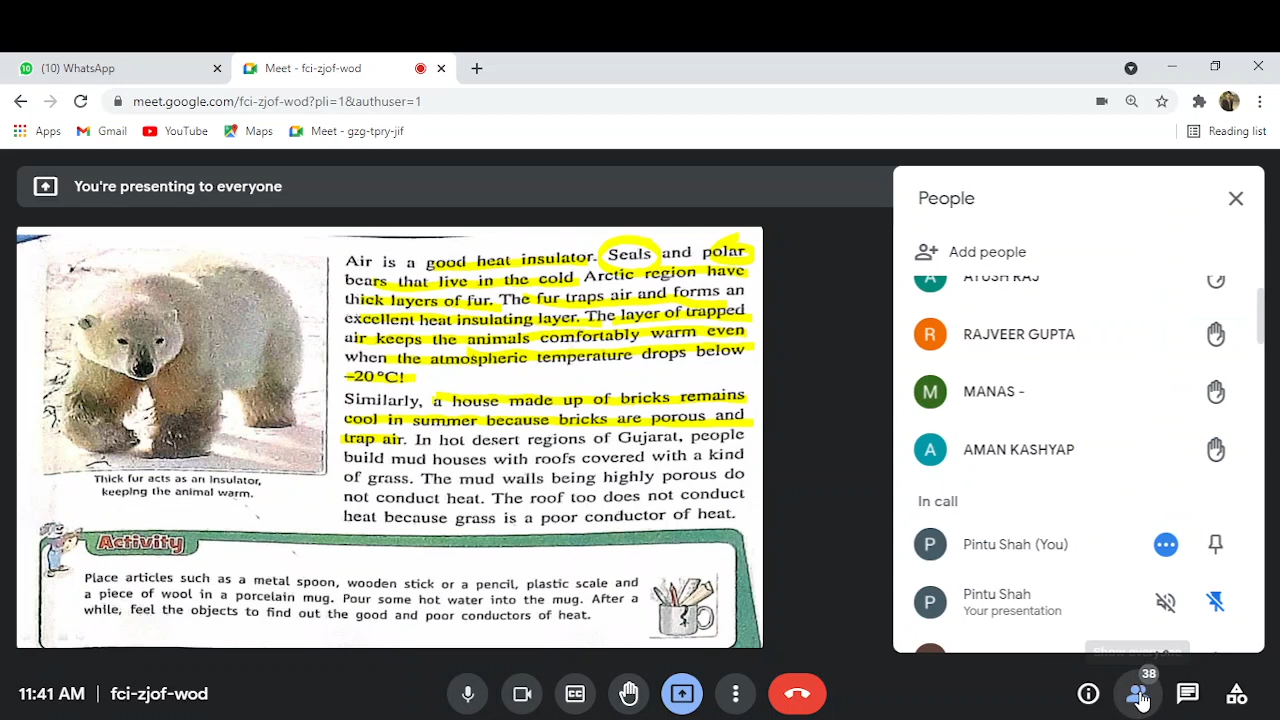 (10) WhatsApp
Meet - fci-zjof-wod
meet.google.com/fci-zjof-wod?pli=1&authuser=1
Apps
Gmail
YouTube
Maps
Meet - gzg-tpry-jif
Reading list
You're presenting to everyone
Air is a good heat insulator. Seals and polar
bears that live in the cold Arctic region have
thick layers of fur. The fur traps air and forms an
excellent heat insulating layer. The layer of trapped
air keeps the animals comfortably warm even
when the atmospheric temperature drops below
–20°C!
Similarly, a house made up of bricks remains
cool in summer because bricks are porous and
trap air. In hot desert regions of Gujarat, people
build mud houses with roofs covered with a kind
of grass. The mud walls being highly porous do
not conduct heat. The roof too does not conduct
heat because grass is a poor conductor of heat.
Thick fur acts as an insulator,
keeping the animal warm.
Activity
Place articles such as a metal spoon, wooden stick or a pencil, plastic scale and
a piece of wool in a porcelain mug. Pour some hot water into the mug. After a
while, feel the objects to find out the good and poor conductors of heat.
People
Add people
A AYUSH RAJ
R RAJVEER GUPTA
M MANAS -
A AMAN KASHYAP
In call
P Pintu Shah (You)
P Pintu Shah
Your presentation
Show everyone
38
11:41 AM | fci-zjof-wod